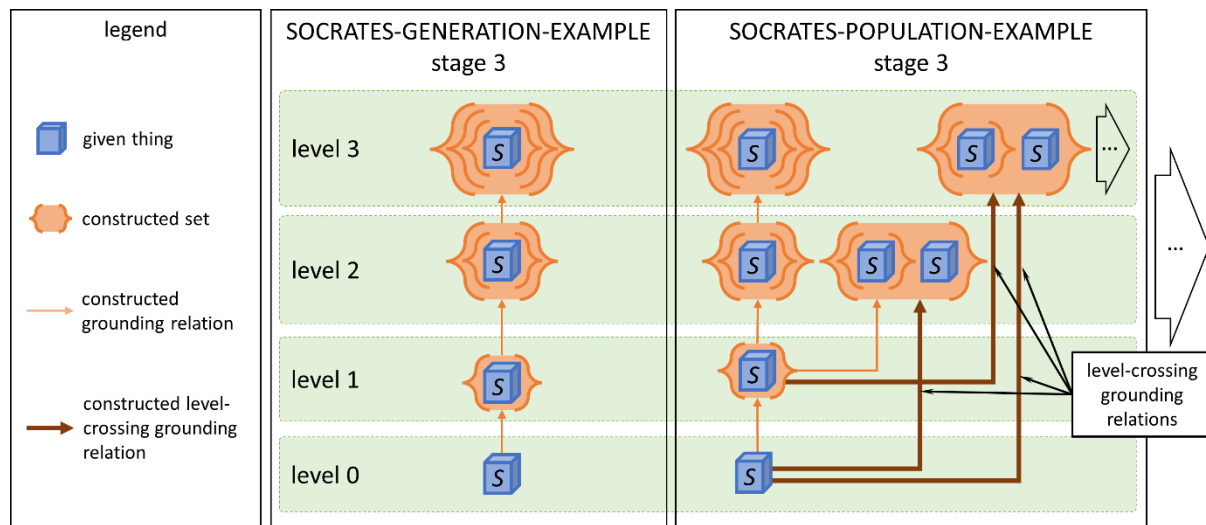 legend
given thing
constructed set
constructed
grounding relation
constructed level-
crossing grounding
relation
SOCRATES-GENERATION-EXAMPLE
stage 3
level 3
S
level 2
S
level 1
S
level 0
S
SOCRATES-POPULATION-EXAMPLE
stage 3
S
S S
...
S
S S
S
S
...
level-crossing
grounding
relations